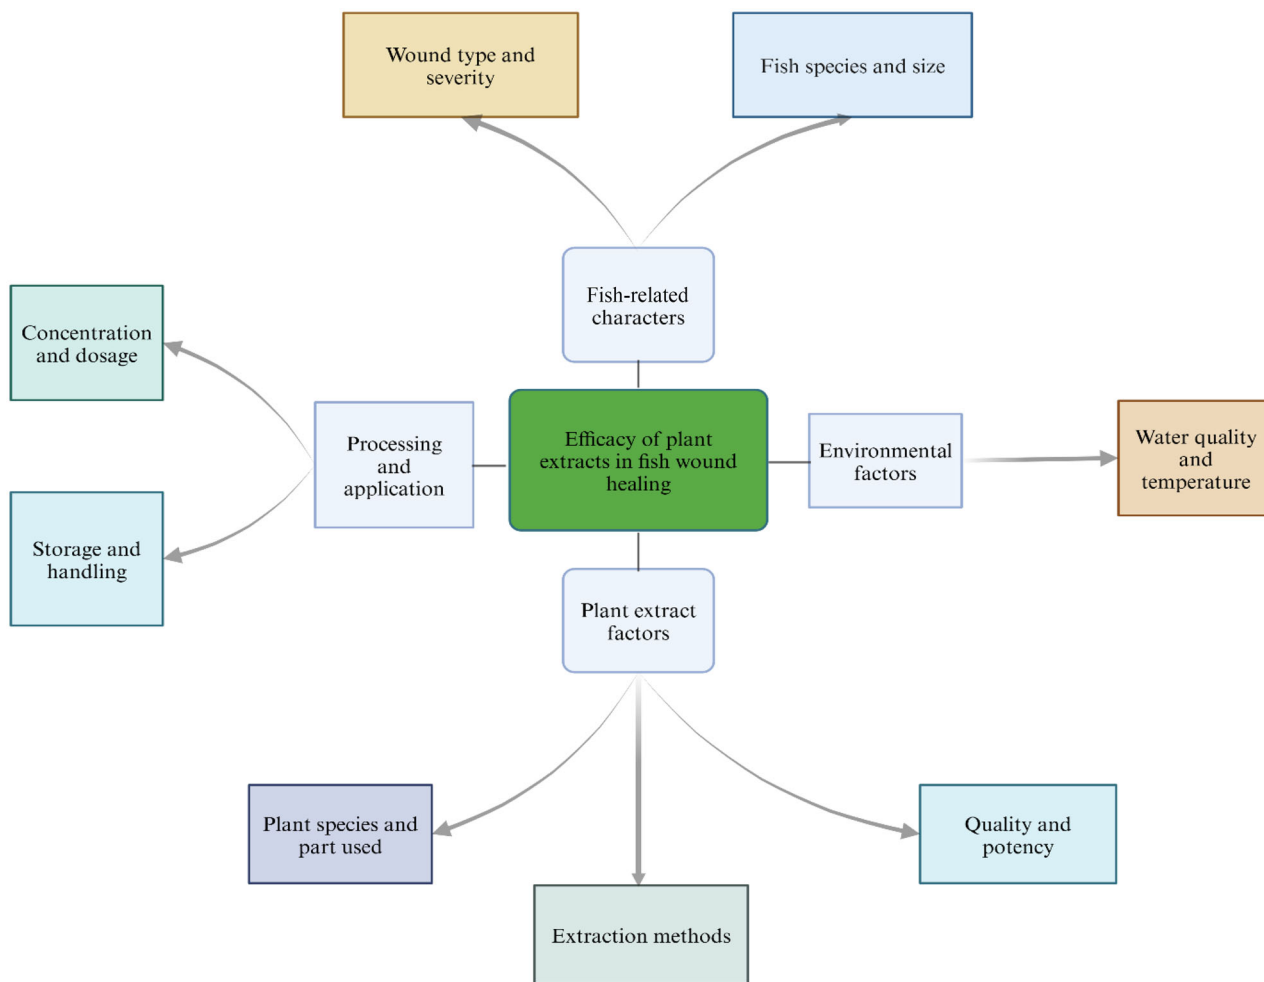 Wound type and
severity
Fish species and size
Fish-related
characters
Concentration
and dosage
Processing
and
application
Efficacy of plant
extracts in fish wound
healing
Environmental
factors
Water quality
and
temperature
Storage and
handling
Plant extract
factors
Plant species and
part used
Quality and
potency
Extraction methods